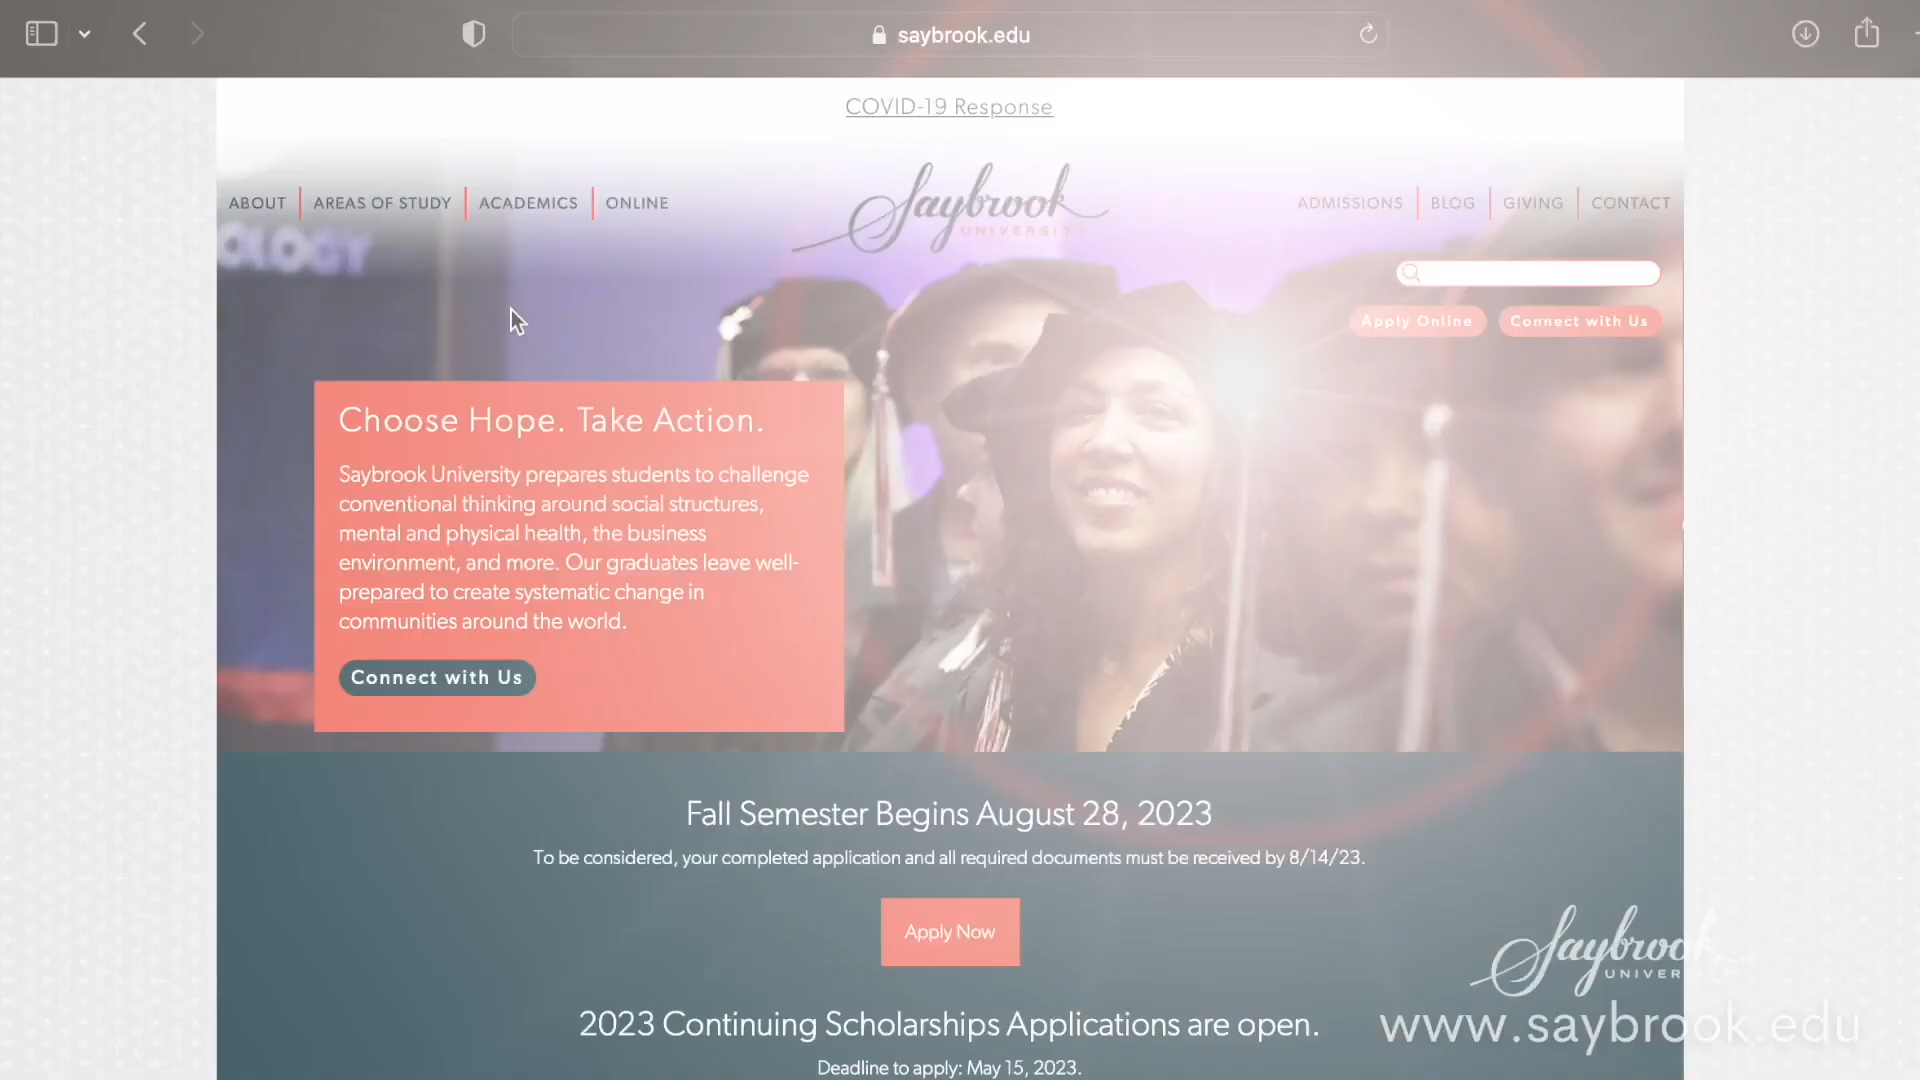 saybrook.edu
COVID-19 Response
ABOUT
AREAS OF STUDY
ACADEMICS
ONLINE
Saybrook
UNIVERSITY
ADMISSIONS
BLOG
GIVING
CONTACT
OLOGY
Apply Online
Connect with Us
Choose Hope. Take Action.
Saybrook University prepares students to challenge
conventional thinking around social structures,
mental and physical health, the business
environment, and more. Our graduates leave well-
prepared to create systematic change in
communities around the world.
Connect with Us
Fall Semester Begins August 28, 2023
To be considered, your completed application and all required documents must be received by 8/14/23.
Apply Now
2023 Continuing Scholarships Applications are open.
Deadline to apply: May 15, 2023.
Saybrook
UNIVERSITY
www.saybrook.edu